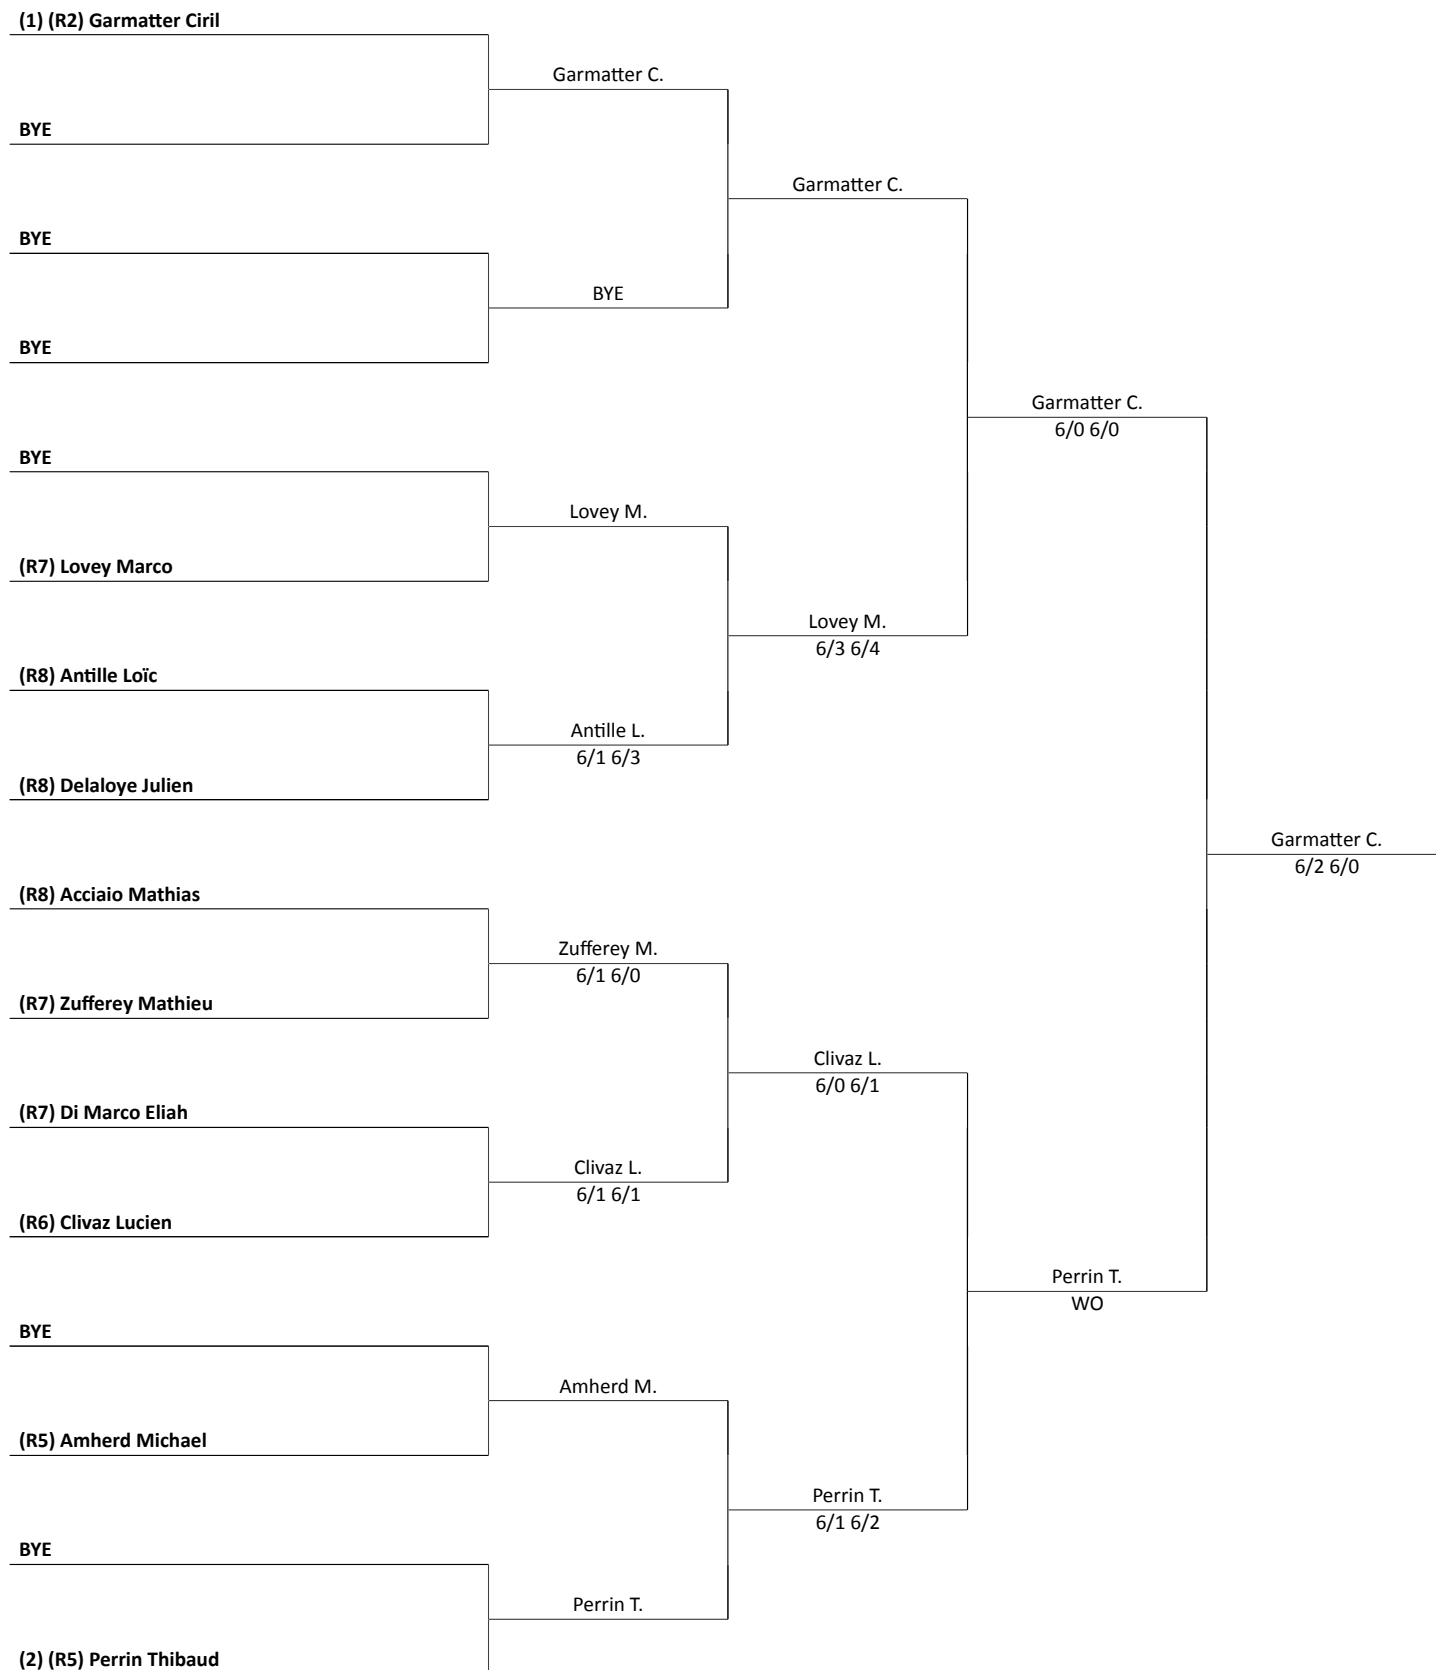 (1) (R2) Garmatter Ciril
Garmatter C.
BYE
Garmatter C.
BYE
BYE
BYE
Garmatter C.
6/0 6/0
BYE
Lovey M.
(R7) Lovey Marco
Lovey M.
6/3 6/4
(R8) Antille Loïc
Antille L.
6/1 6/3
(R8) Delaloye Julien
Garmatter C.
6/2 6/0
(R8) Acciaio Mathias
Zufferey M.
6/1 6/0
(R7) Zufferey Mathieu
Clivaz L.
6/0 6/1
(R7) Di Marco Eliah
Clivaz L.
6/1 6/1
(R6) Clivaz Lucien
Perrin T.
WO
BYE
Amherd M.
(R5) Amherd Michael
Perrin T.
6/1 6/2
BYE
Perrin T.
(2) (R5) Perrin Thibaud